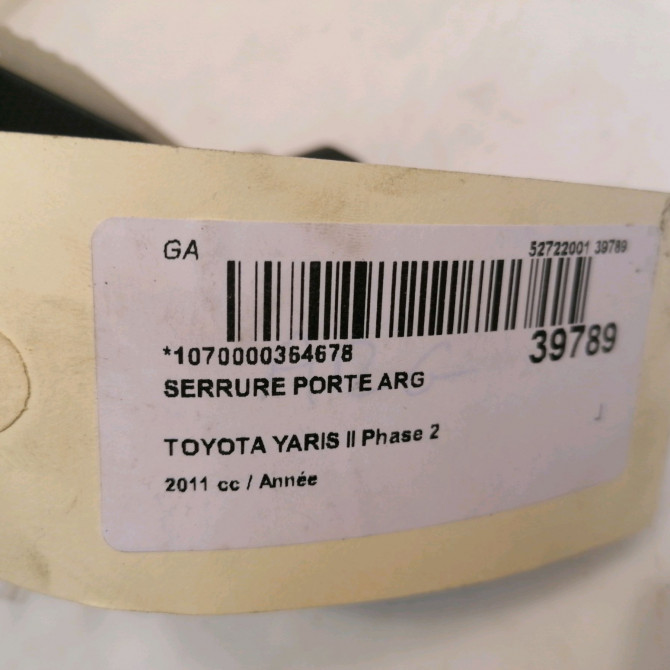 GA
52722001 39789
*1070000364678
39789
SERRURE PORTE ARG
TOYOTA YARIS II Phase 2
2011 cc / Année